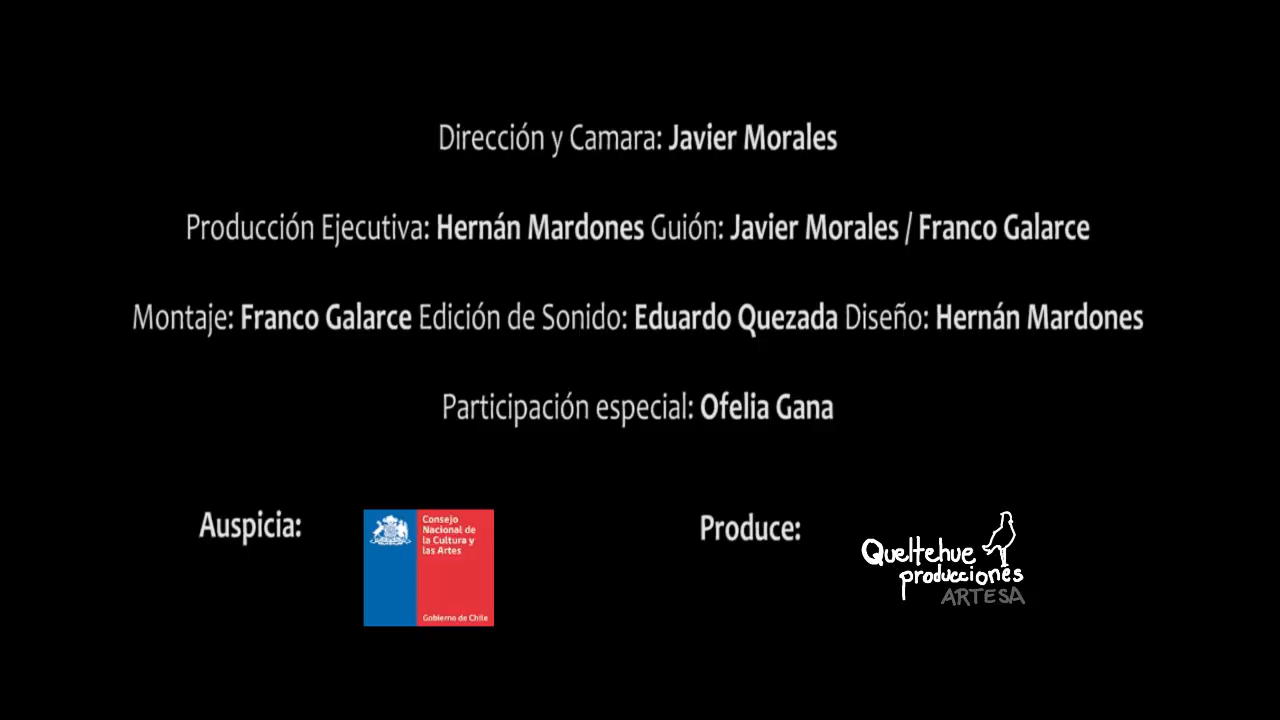 Dirección y Camara: Javier Morales
Producción Ejecutiva: Hernán Mardones Guión: Javier Morales / Franco Galarce
Montaje: Franco Galarce Edición de Sonido: Eduardo Quezada Diseño: Hernán Mardones
Participación especial: Ofelia Gana
Auspicia:
Consejo
Nacional de
la Cultura y
las Artes
Gobierno de Chile
Produce:
Queltehue
producciones
ARTESA